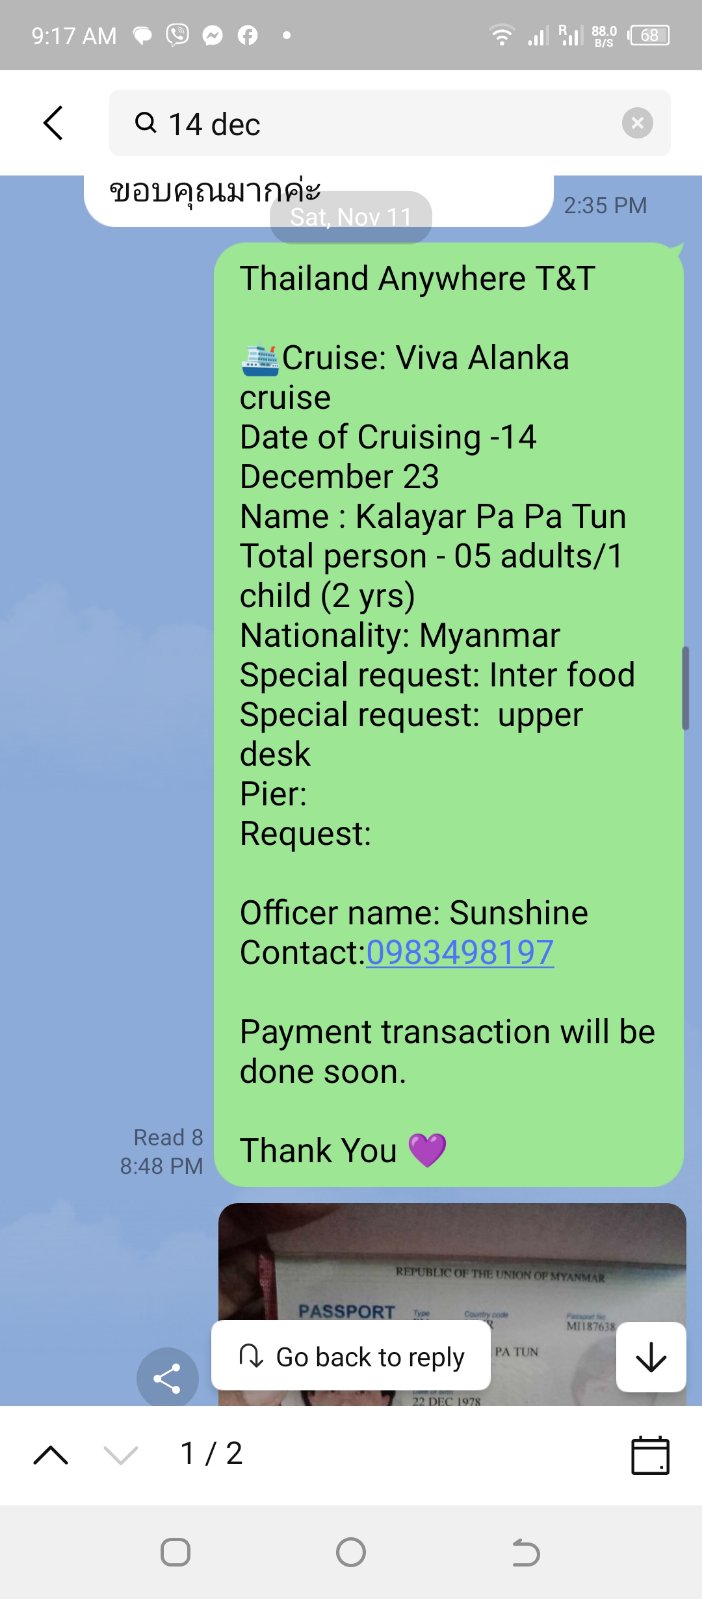 9:17 AM
R
88.0
B/S
68
14 dec
ขอบคุณมากค่ะ
2:35 PM
Sat, Nov 11
Thailand Anywhere T&T
🛳️Cruise: Viva Alanka
cruise
Date of Cruising -14
December 23
Name : Kalayar Pa Pa Tun
Total person - 05 adults/1
child (2 yrs)
Nationality: Myanmar
Special request: Inter food
Special request:  upper
desk
Pier:
Request:
Officer name: Sunshine
Contact:0983498197
Payment transaction will be
done soon.
Thank You 💜
Read 8
8:48 PM
REPUBLIC OF THE UNION OF MYANMAR
PASSPORT
Type
Country code
Passport No
MI187638
PA TUN
Go back to reply
22 DEC 1978
1 / 2